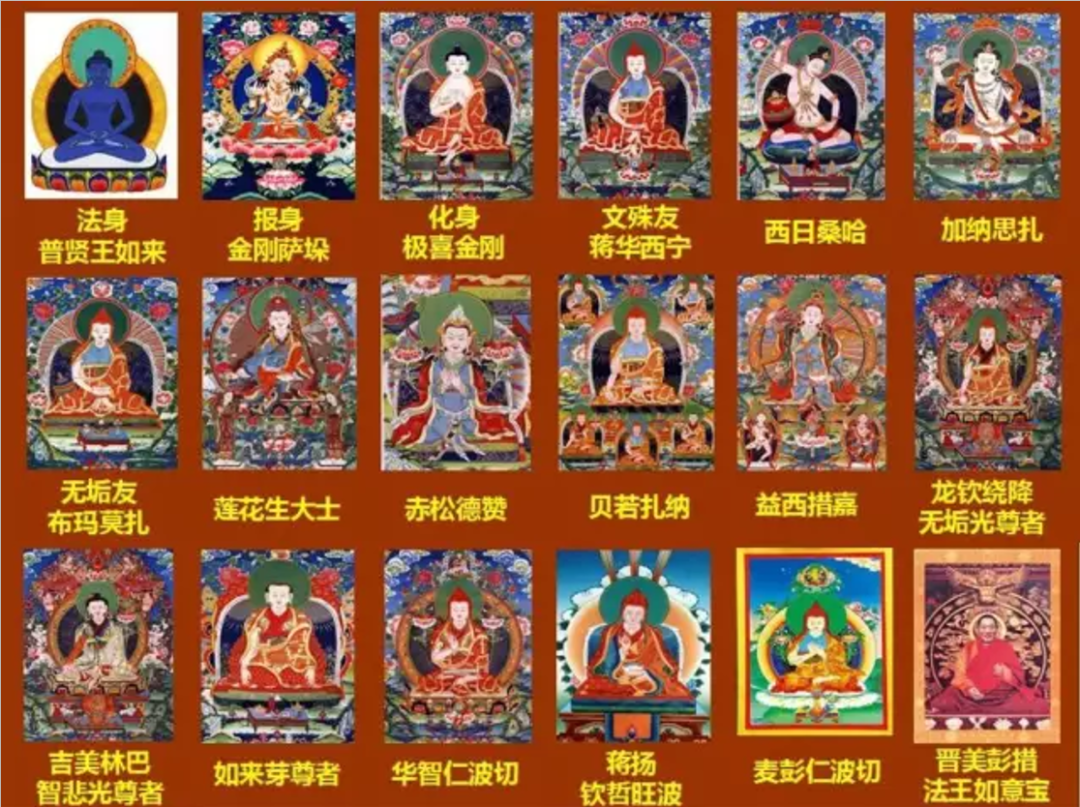 法身
普贤王如来
报身
金刚萨垛
化身
极喜金刚
文殊友
蒋华西宁
西日桑哈
加纳思扎
无垢友
布玛莫扎
莲花生大士
赤松德赞
贝若扎纳
益西措嘉
龙钦绕降
无垢光尊者
吉美林巴
智悲光尊者
如来芽尊者
华智仁波切
蒋扬
钦哲旺波
麦彭仁波切
晋美彭措
法王如意宝